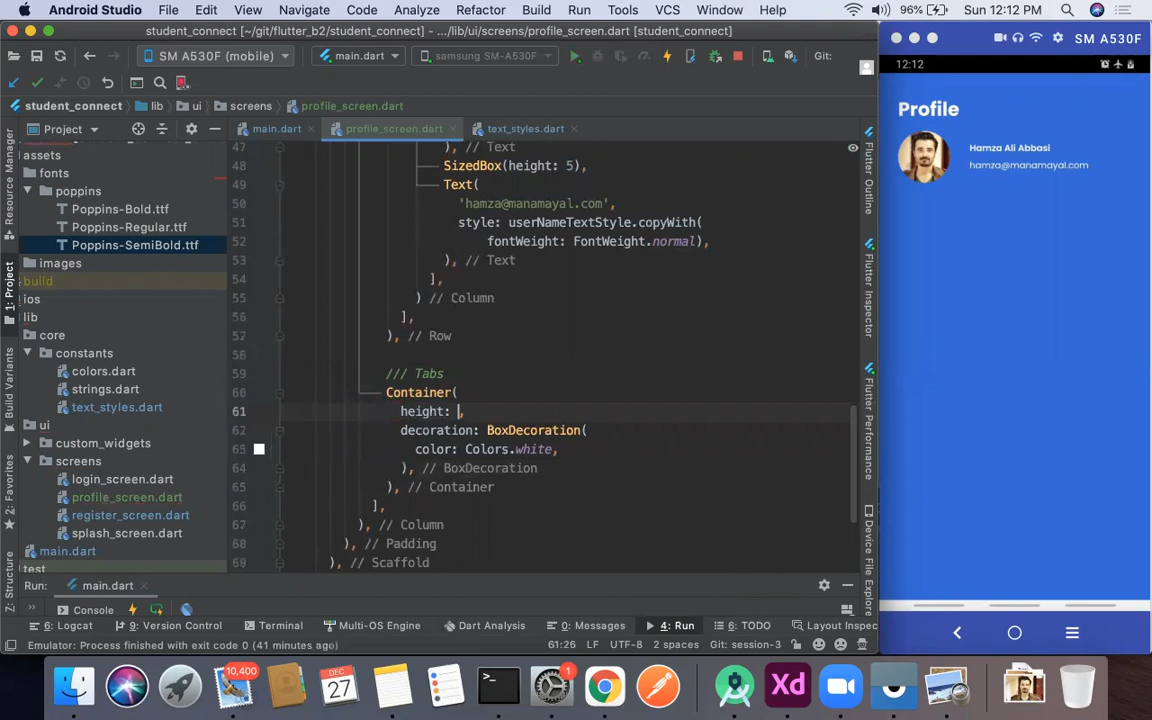 Android Studio File Edit View Navigate Code Analyze Refactor Build Run Tools VCS Window Help 96% Sun 12:12 PM
student_connect [~/git/flutter_b2/student_connect] - .../lib/ui/screens/profile_screen.dart [student_connect]
SM A530F
SM A530F (mobile) main.dart samsung SM-A530F Git:
12:12
student_connect lib ui screens profile_screen.dart
Project main.dart profile_screen.dart text_styles.dart
Profile
Hamza Ali Abbasi
hamza@manamayal.com
Resource Manager
1: Project
Build Variants
2: Favorites
7: Structure
assets
fonts
poppins
Poppins-Bold.ttf
Poppins-Regular.ttf
Poppins-SemiBold.ttf
images
build
ios
lib
core
constants
colors.dart
strings.dart
text_styles.dart
ui
custom_widgets
screens
login_screen.dart
profile_screen.dart
register_screen.dart
splash_screen.dart
main.dart
test
47 ), // Text
48 SizedBox(height: 5),
49 Text(
50 'hamza@manamayal.com',
51 style: userNameTextStyle.copyWith(
52 fontWeight: FontWeight.normal),
53 ), // Text
54 ],
55 ) // Column
56 ],
57 ), // Row
58
59 /// Tabs
60 Container(
61 height: ,
62 decoration: BoxDecoration(
63 color: Colors.white,
64 ), // BoxDecoration
65 ), // Container
66 ],
67 ), // Column
68 ), // Padding
69 ), // Scaffold
Flutter Outline
Flutter Inspector
Flutter Performance
Device File Explorer
Run: main.dart
Console
6: Logcat 9: Version Control Terminal Multi-OS Engine Dart Analysis 0: Messages 4: Run 6: TODO Layout Inspec
Emulator: Process finished with exit code 0 (41 minutes ago) 61:26 LF UTF-8 2 spaces Git: session-3
10,400
DEC
27
1
Xd